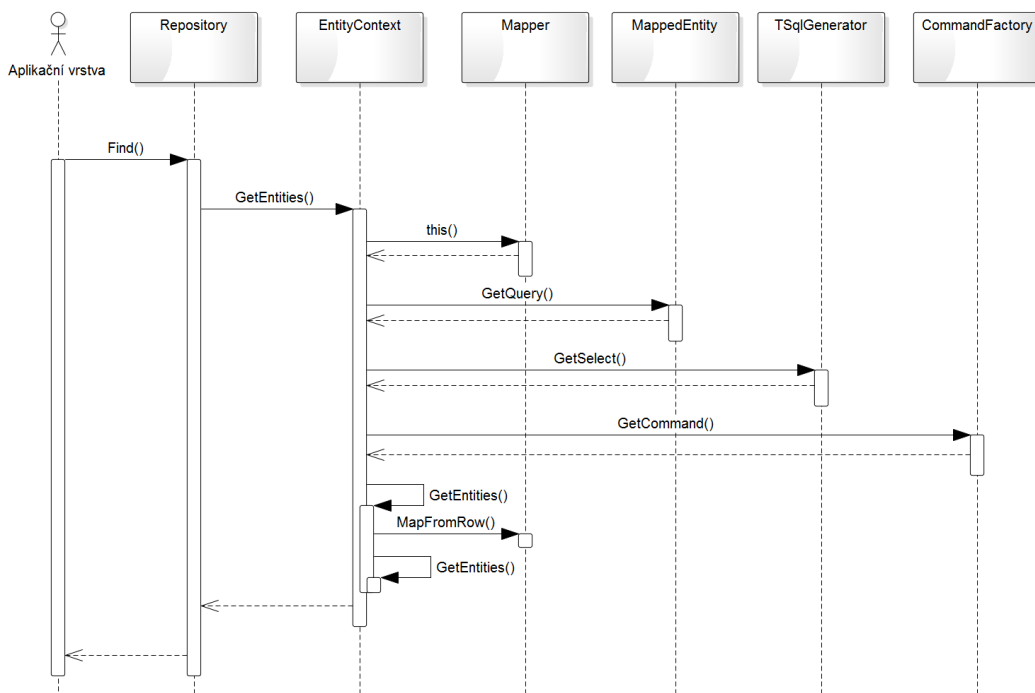 Aplikační vrstva
Repository
EntityContext
Mapper
MappedEntity
TSqlGenerator
CommandFactory
Find()
GetEntities()
this()
GetQuery()
GetSelect()
GetCommand()
GetEntities()
MapFromRow()
GetEntities()